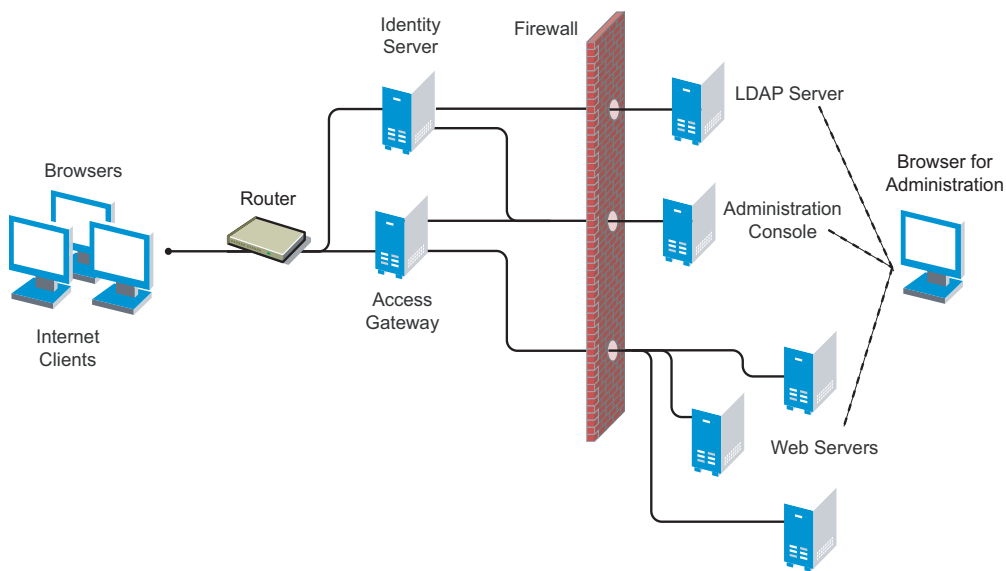 Identity
Server
Firewall
LDAP Server
Browsers
Browser for
Administration
Router
Administration
Console
Access
Gateway
Internet
Clients
Web Servers